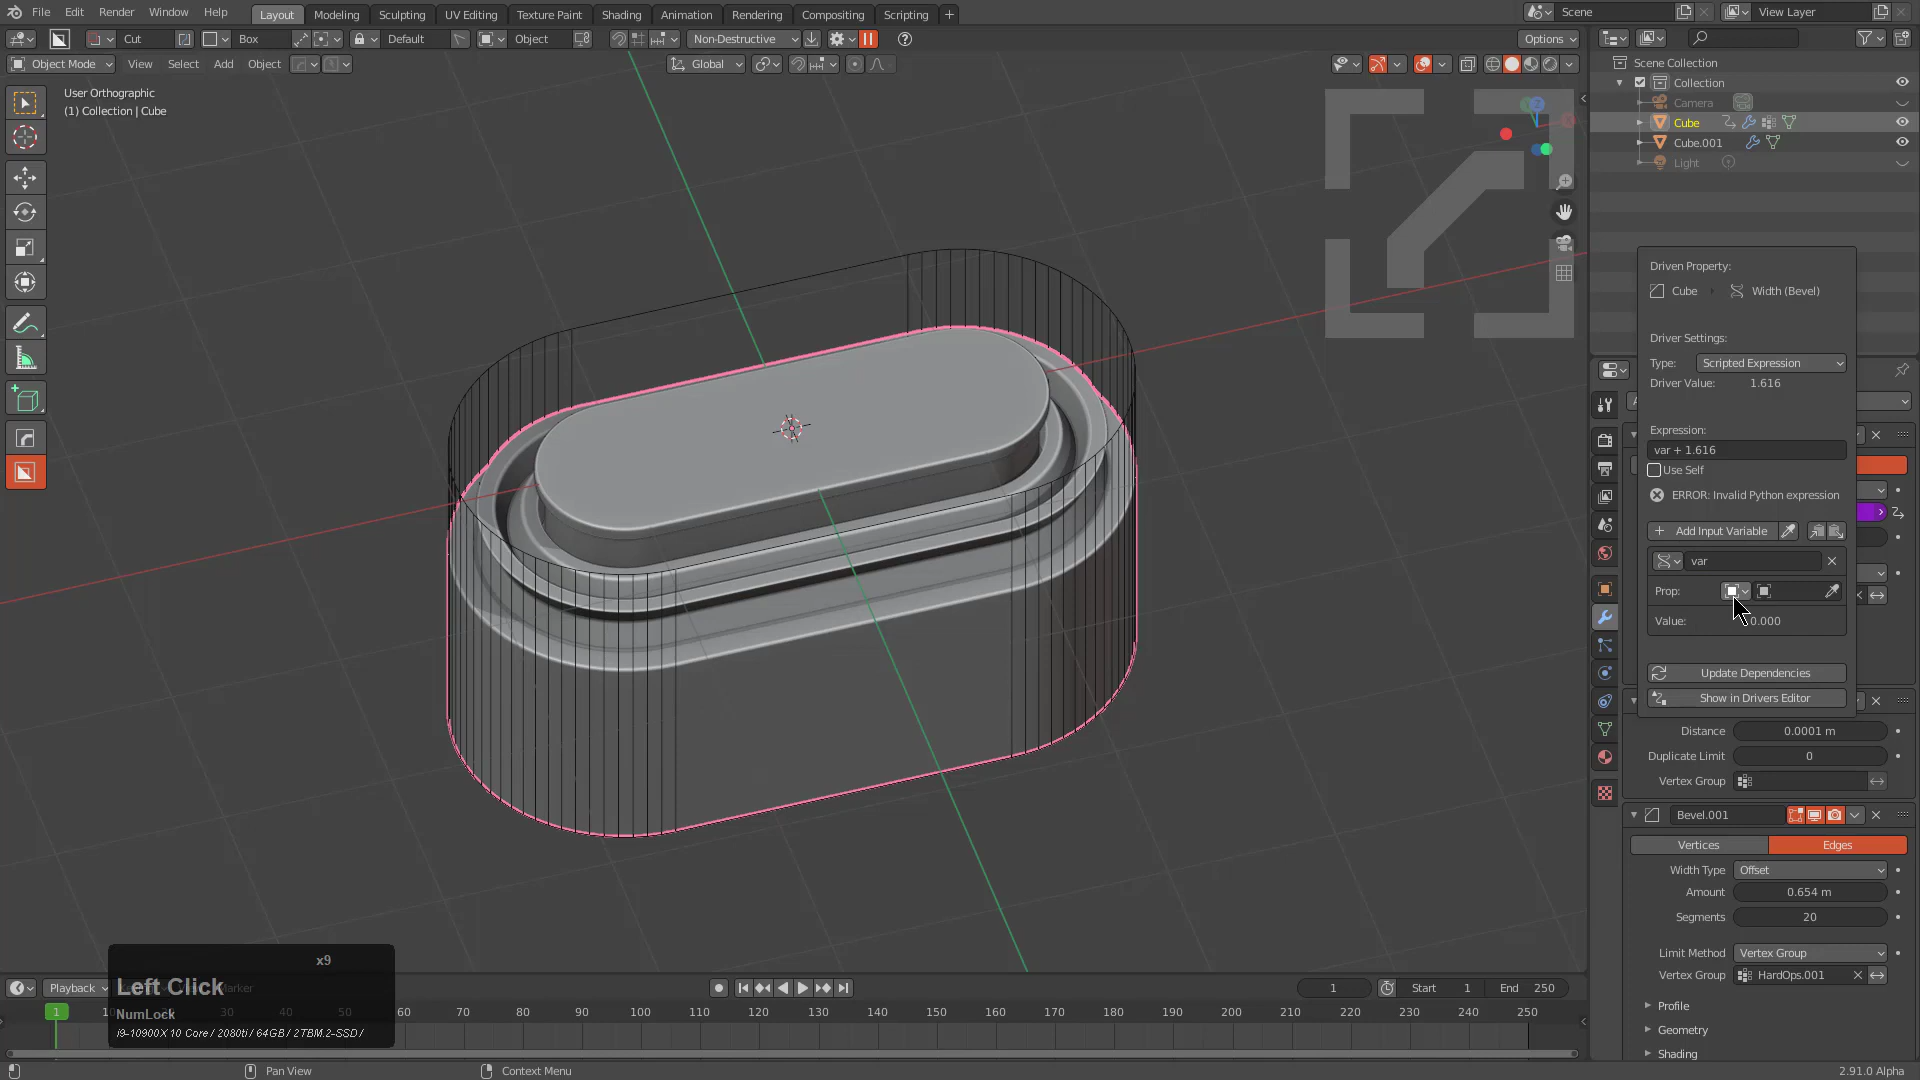 File Edit Render Window Help
Layout Modeling Sculpting UV Editing Texture Paint Shading Animation Rendering Compositing Scripting +
Scene
View Layer
Cut Box Default Object Non-Destructive
Options
Object Mode View Select Add Object Global
User Orthographic
(1) Collection | Cube
Scene Collection
Collection
Camera
Cube
Cube.001
Light
Driven Property:
Cube Width (Bevel)
Driver Settings:
Type: Scripted Expression
Driver Value: 1.616
Expression:
var + 1.616
Use Self
ERROR: Invalid Python expression
Add Input Variable
var
Prop:
Value: 0.000
Update Dependencies
Show in Drivers Editor
Distance 0.0001 m
Duplicate Limit 0
Vertex Group
Bevel.001
Vertices Edges
Width Type Offset
Amount 0.654 m
Segments 20
Limit Method Vertex Group
Vertex Group HardOps.001
Profile
Geometry
Shading
x9
Left Click
NumLock
i9-10900X 10 Core / 2080ti / 64GB / 2TBM.2-SSD /
Playback
1 Start 1 End 250
1 70 80 90 100 110 120 130 140 150 160 170 180 190 200 210 220 230 240 250
Pan View
Context Menu
2.91.0 Alpha